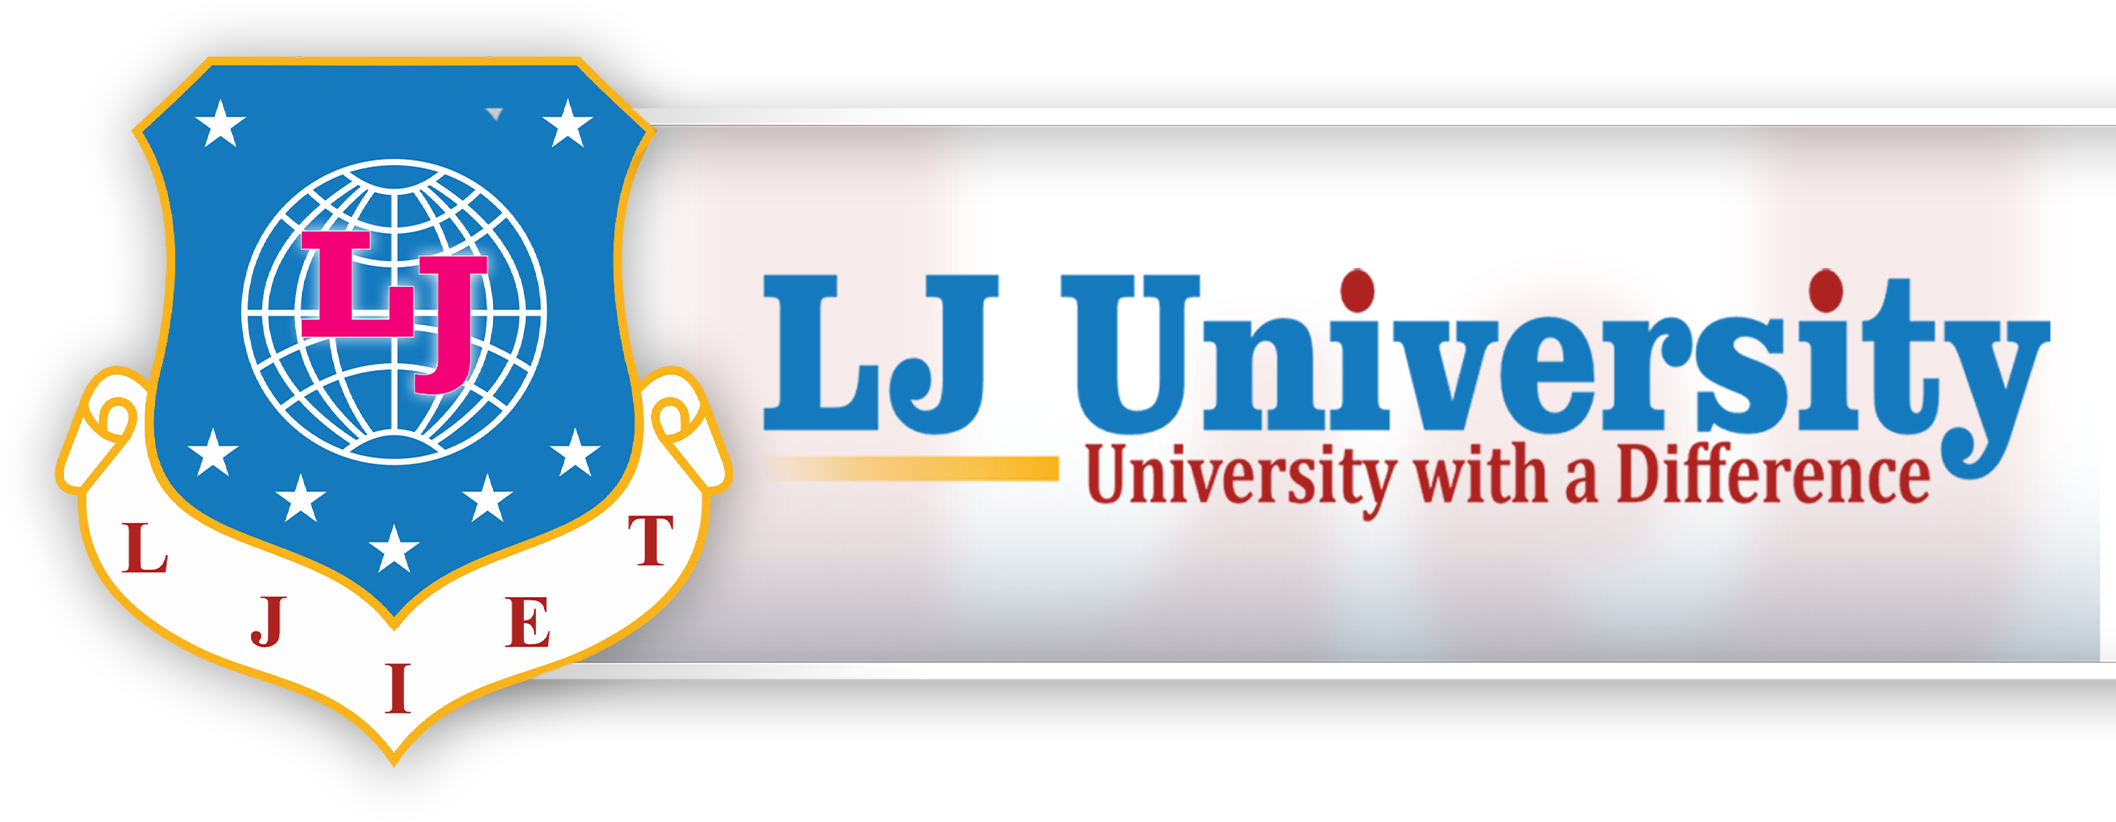 LJ
L J I E T
LJ University
University with a Difference